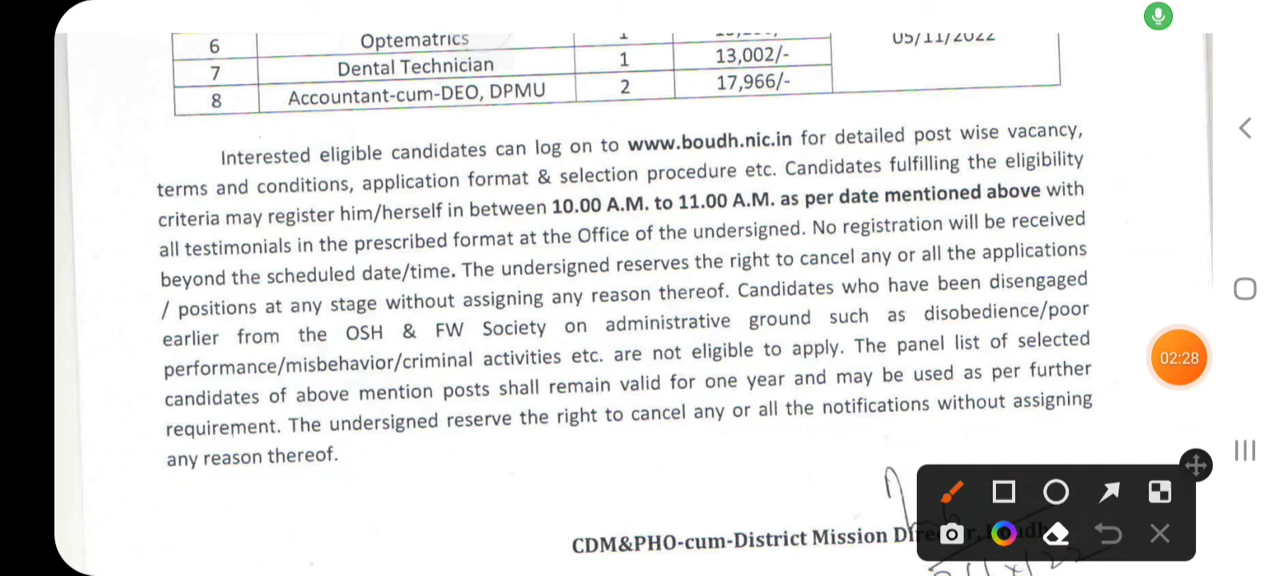 6 Optematrics 1
7 Dental Technician 1 13,002/- 05/11/2022
8 Accountant-cum-DEO, DPMU 2 17,966/-
Interested eligible candidates can log on to www.boudh.nic.in for detailed post wise vacancy,
terms and conditions, application format & selection procedure etc. Candidates fulfilling the eligibility
criteria may register him/herself in between 10.00 A.M. to 11.00 A.M. as per date mentioned above with
all testimonials in the prescribed format at the Office of the undersigned. No registration will be received
beyond the scheduled date/time. The undersigned reserves the right to cancel any or all the applications
/ positions at any stage without assigning any reason thereof. Candidates who have been disengaged
earlier from the OSH & FW Society on administrative ground such as disobedience/poor
performance/misbehavior/criminal activities etc. are not eligible to apply. The panel list of selected
candidates of above mention posts shall remain valid for one year and may be used as per further
requirement. The undersigned reserve the right to cancel any or all the notifications without assigning
any reason thereof.
CDM&PHO-cum-District Mission Director, Boudh
02:28